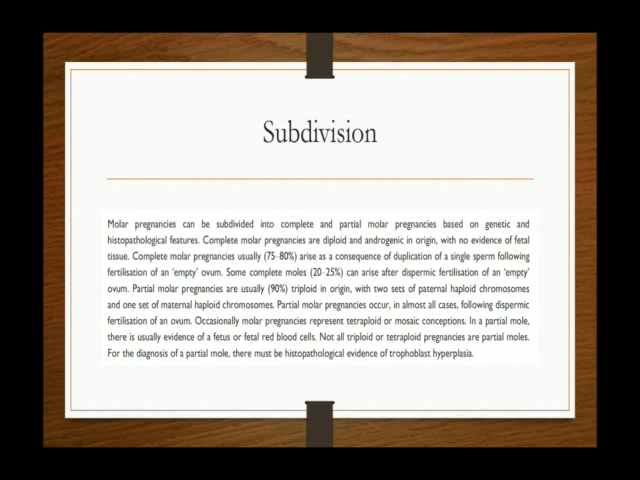 Subdivision
Molar pregnancies can be subdivided into complete and partial molar pregnancies based on genetic and
histopathological features. Complete molar pregnancies are diploid and androgenic in origin, with no evidence of fetal
tissue. Complete molar pregnancies usually (75–80%) arise as a consequence of duplication of a single sperm following
fertilisation of an ‘empty’ ovum. Some complete moles (20–25%) can arise after dispermic fertilisation of an ‘empty’
ovum. Partial molar pregnancies are usually (90%) triploid in origin, with two sets of paternal haploid chromosomes
and one set of maternal haploid chromosomes. Partial molar pregnancies occur, in almost all cases, following dispermic
fertilisation of an ovum. Occasionally molar pregnancies represent tetraploid or mosaic conceptions. In a partial mole,
there is usually evidence of a fetus or fetal red blood cells. Not all triploid or tetraploid pregnancies are partial moles.
For the diagnosis of a partial mole, there must be histopathological evidence of trophoblast hyperplasia.